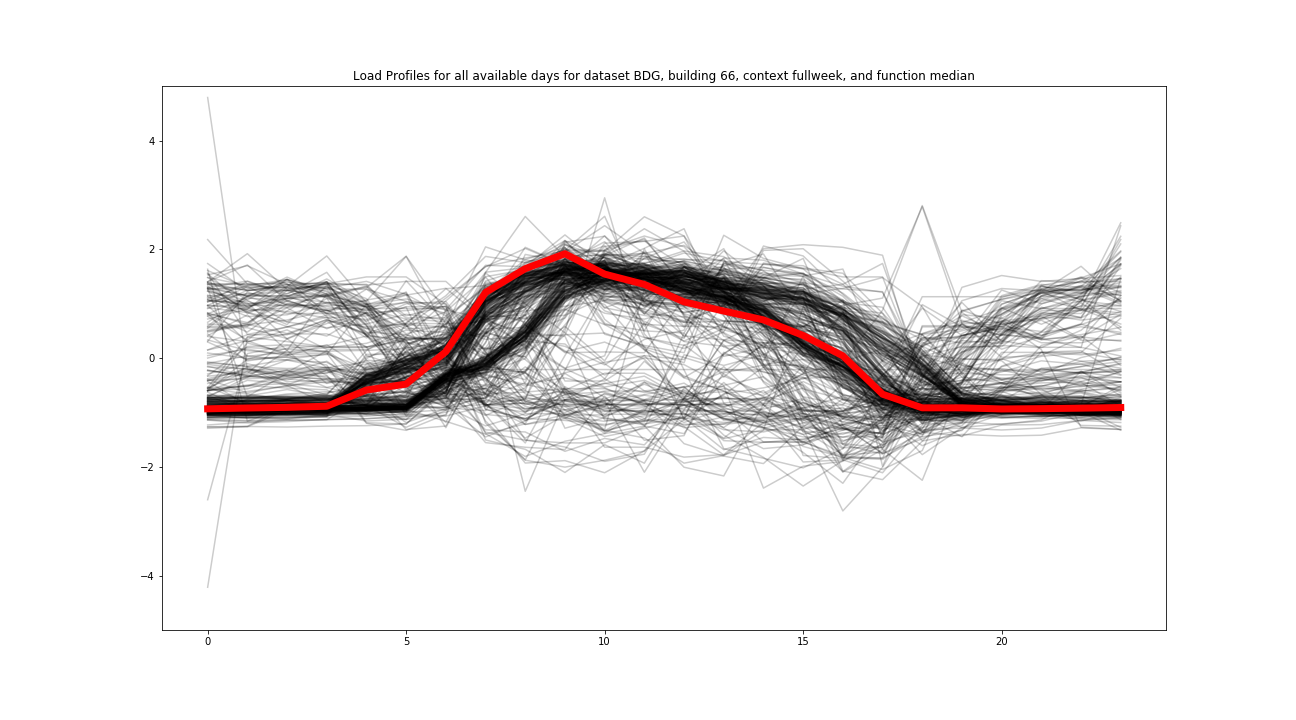 Load Profiles for all available days for dataset BDG, building 66, context fullweek, and function median
4
2
0
−2
−4
0 5 10 15 20